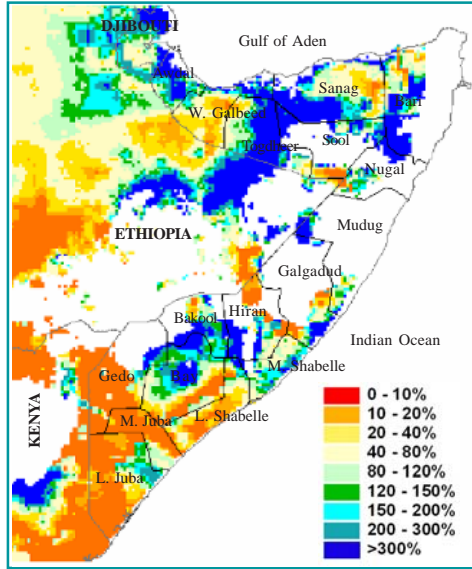 DJIBOUTI
Gulf of Aden
Awdal
Sanag
Bari
W. Galbeed
Togdheer
Sool
Nugal
Mudug
ETHIOPIA
Galgadud
Hiran
Bakool
Indian Ocean
Gedo
Bay
M. Shabelle
KENYA
M. Juba
L. Shabelle
L. Juba
0 - 10%
10 - 20%
20 - 40%
40 - 80%
80 - 120%
120 - 150%
150 - 200%
200 - 300%
>300%